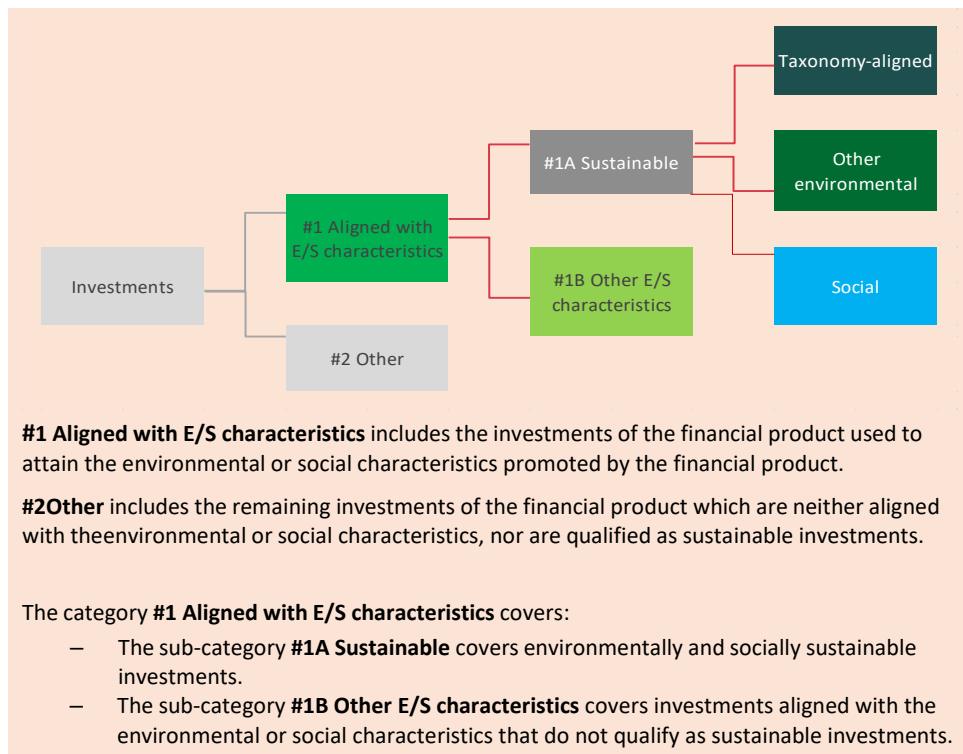 Taxonomy-aligned
#1A Sustainable
Other
environmental
#1 Aligned with
E/S characteristics
Investments
#1B Other E/S
characteristics
Social
#2 Other
#1 Aligned with E/S characteristics includes the investments of the financial product used to
attain the environmental or social characteristics promoted by the financial product.
#2Other includes the remaining investments of the financial product which are neither aligned
with theenvironmental or social characteristics, nor are qualified as sustainable investments.
The category #1 Aligned with E/S characteristics covers:
– The sub-category #1A Sustainable covers environmentally and socially sustainable
investments.
– The sub-category #1B Other E/S characteristics covers investments aligned with the
environmental or social characteristics that do not qualify as sustainable investments.